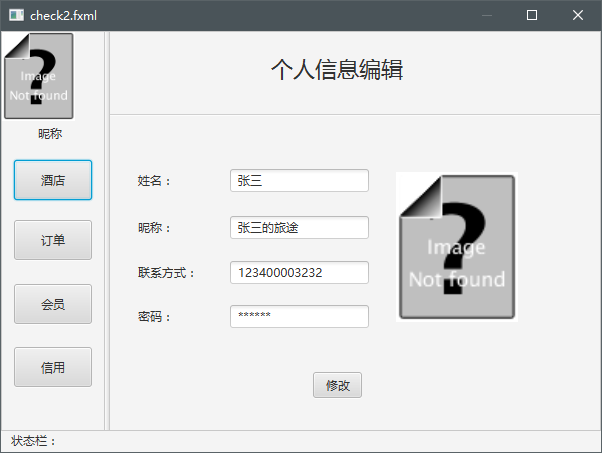 check2.fxml
Image
Not found
昵称
酒店
订单
会员
信用
个人信息编辑
姓名： 张三
昵称： 张三的旅途
联系方式： 123400003232
密码： ******
Image
Not found
修改
状态栏：